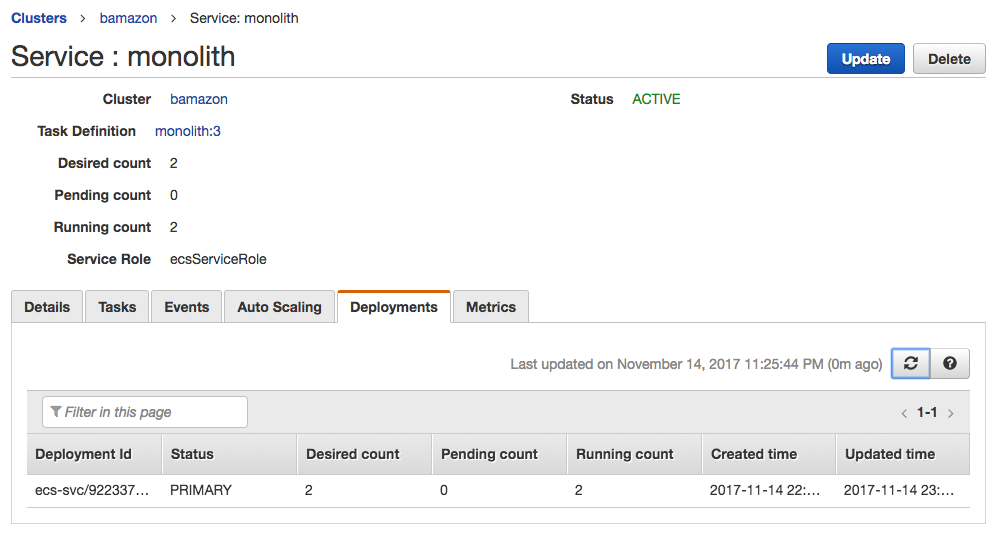 Clusters > bamazon > Service: monolith
Service : monolith
Update
Delete
Cluster bamazon
Status ACTIVE
Task Definition monolith:3
Desired count 2
Pending count 0
Running count 2
Service Role ecsServiceRole
Details Tasks Events Auto Scaling Deployments Metrics
Last updated on November 14, 2017 11:25:44 PM (0m ago)
Filter in this page
< 1-1 >
Deployment Id Status Desired count Pending count Running count Created time Updated time
ecs-svc/922337... PRIMARY 2 0 2 2017-11-14 22:... 2017-11-14 23:...